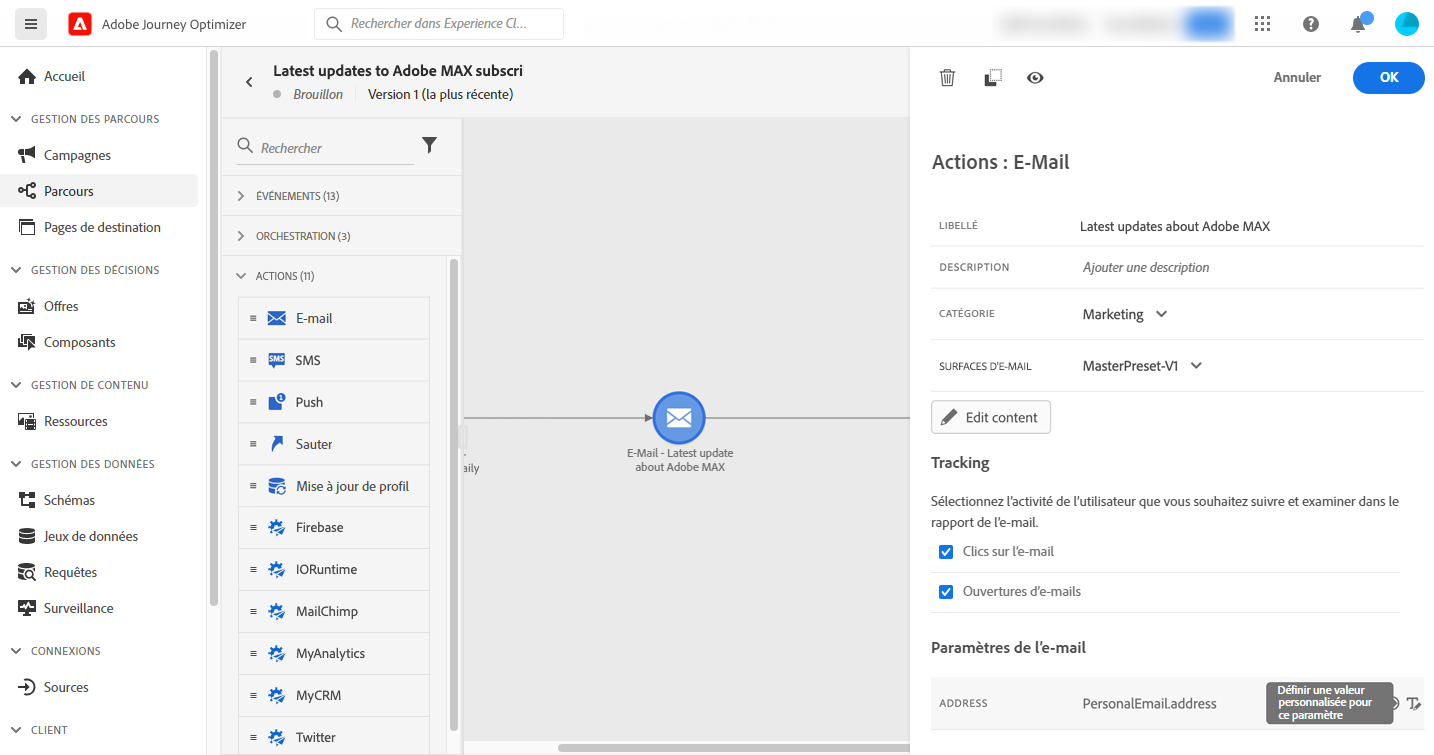 Adobe Journey Optimizer
Rechercher dans Experience Cl...
Accueil
GESTION DES PARCOURS
Campagnes
Parcours
Pages de destination
GESTION DES DÉCISIONS
Offres
Composants
GESTION DE CONTENU
Ressources
GESTION DES DONNÉES
Schémas
Jeux de données
Requêtes
Surveillance
CONNEXIONS
Sources
CLIENT
Latest updates to Adobe MAX subscri
Brouillon
Version 1 (la plus récente)
Rechercher
ÉVÉNEMENTS (13)
ORCHESTRATION (3)
ACTIONS (11)
E-mail
SMS
SMS
Push
Sauter
Mise à jour de profil
Firebase
IORuntime
MailChimp
MyAnalytics
MyCRM
Twitter
aily
E-Mail - Latest update
about Adobe MAX
Annuler
OK
Actions : E-Mail
LIBELLÉ
Latest updates about Adobe MAX
DESCRIPTION
Ajouter une description
CATÉGORIE
Marketing
SURFACES D'E-MAIL
MasterPreset-V1
Edit content
Tracking
Sélectionnez l'activité de l'utilisateur que vous souhaitez suivre et examiner dans le
rapport de l'e-mail.
Clics sur l'e-mail
Ouvertures d'e-mails
Paramètres de l'e-mail
ADDRESS
PersonalEmail.address
Définir une valeur
personnalisée pour
ce paramètre